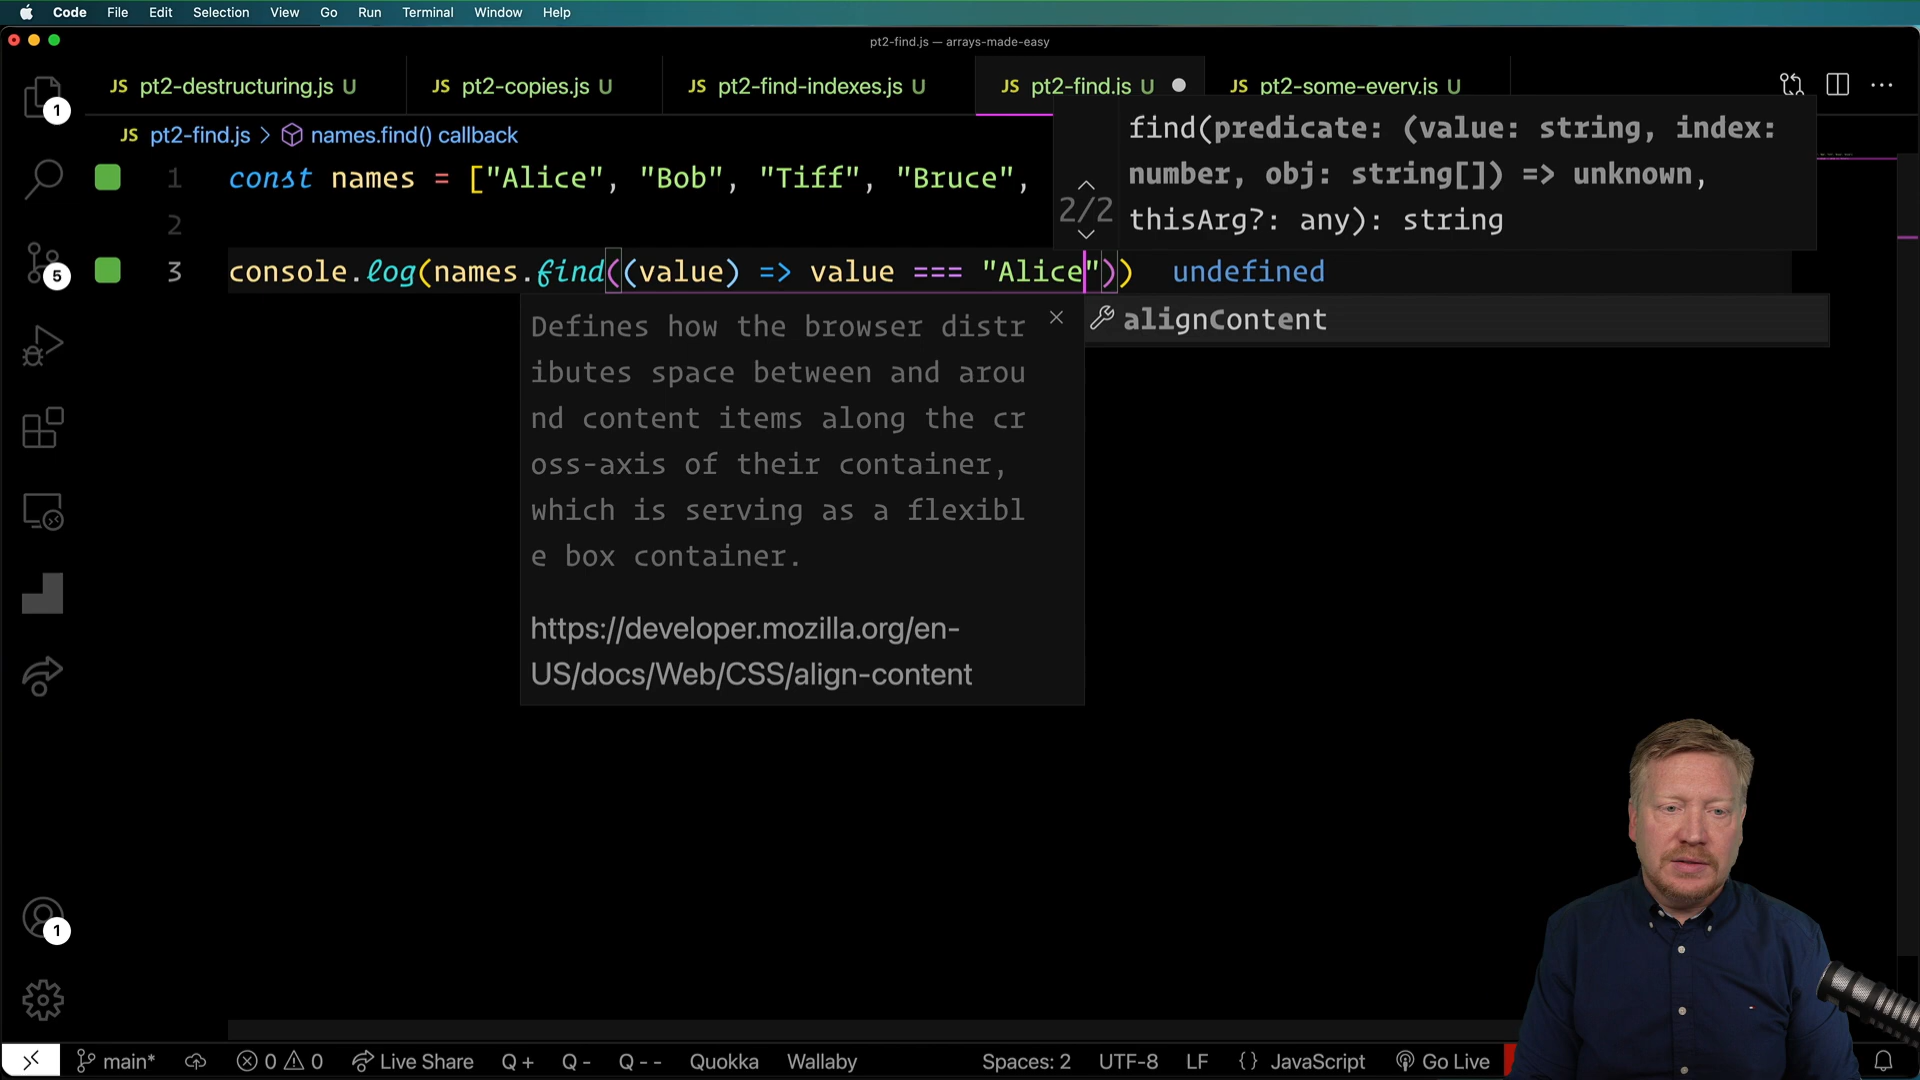 Code File Edit Selection View Go Run Terminal Window Help
pt2-find.js — arrays-made-easy
JS pt2-destructuring.js U JS pt2-copies.js U JS pt2-find-indexes.js U JS pt2-find.js U JS pt2-some-every.js U
1
JS pt2-find.js > names.find() callback
find(predicate: (value: string, index:
number, obj: string[]) => unknown,
thisArg?: any): string
2/2
1 const names = ["Alice", "Bob", "Tiff", "Bruce",
2
3 console.log(names.find((value) => value === "Alice")) undefined
5
alignContent
Defines how the browser distr
ibutes space between and arou
nd content items along the cr
oss-axis of their container,
which is serving as a flexibl
e box container.
https://developer.mozilla.org/en-
US/docs/Web/CSS/align-content
1
main* 0 0 Live Share Q + Q - Q - - Quokka Wallaby Spaces: 2 UTF-8 LF {} JavaScript Go Live